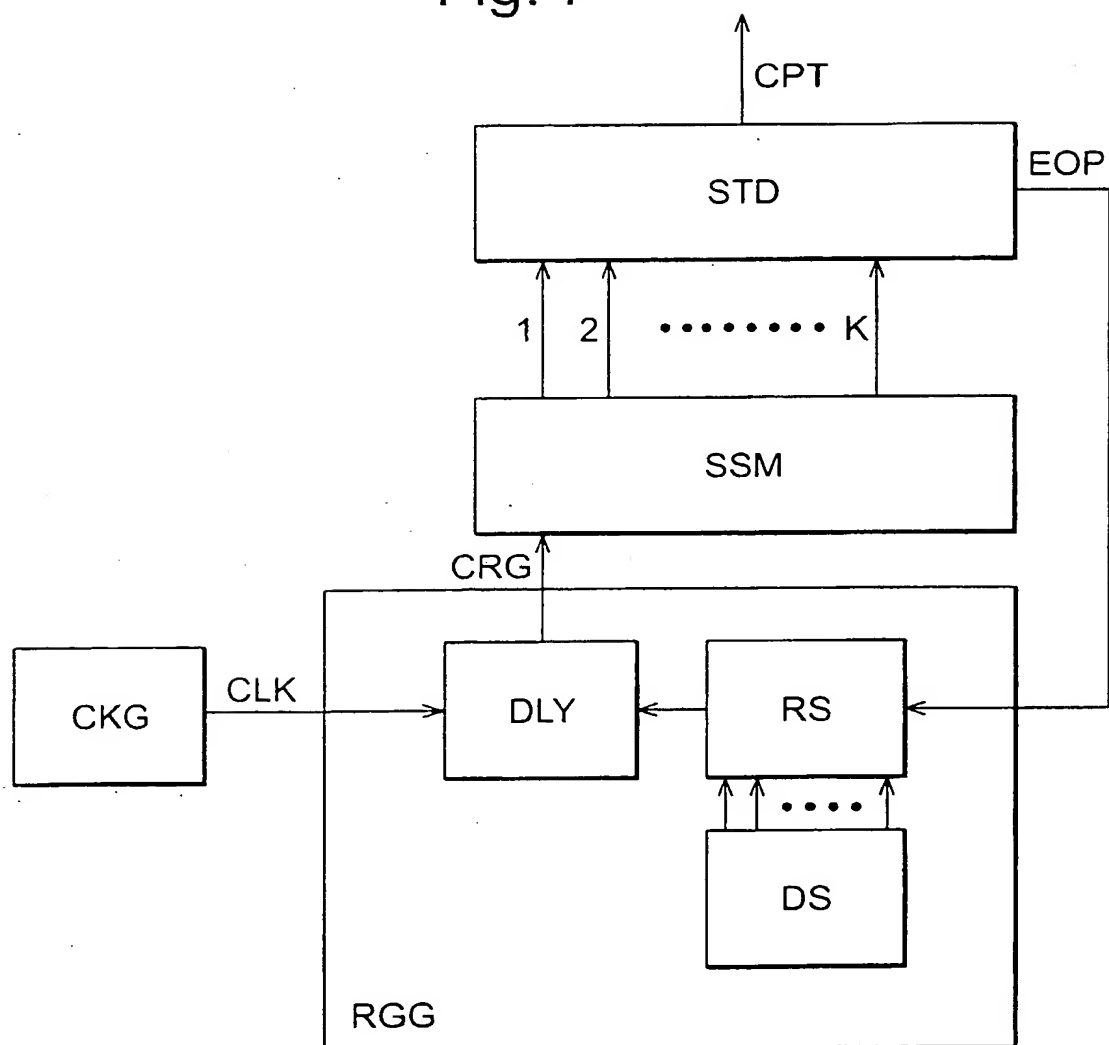 CPT
STD
EOP
1 2 ........ K
SSM
CRG
CKG
CLK
DLY
RS
....
DS
RGG